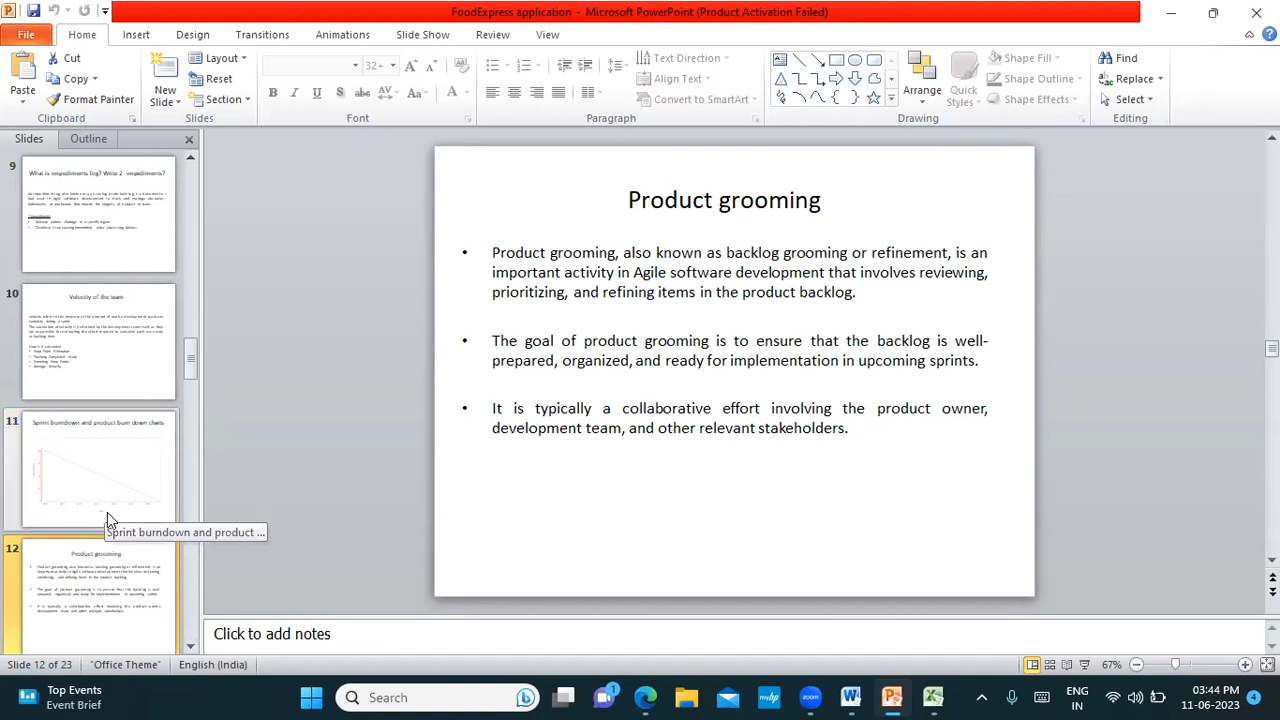 FoodExpress application - Microsoft PowerPoint (Product Activation Failed)
File Home Insert Design Transitions Animations Slide Show Review View
Paste
Cut
Copy
Format Painter
Clipboard
New
Slide
Layout
Reset
Section
Slides
32
Font
Paragraph
Text Direction
Align Text
Convert to SmartArt
Arrange
Quick
Styles
Shape Fill
Shape Outline
Shape Effects
Drawing
Find
Replace
Select
Editing
Slides Outline
9
What is impediments log? Write 2 impediments?
10
Velocity of the team
11
Sprint burndown and product burn down charts
Sprint burndown and product ...
12
Product grooming
Product grooming
• Product grooming, also known as backlog grooming or refinement, is an
important activity in Agile software development that involves reviewing,
prioritizing, and refining items in the product backlog.
• The goal of product grooming is to ensure that the backlog is well-
prepared, organized, and ready for implementation in upcoming sprints.
• It is typically a collaborative effort involving the product owner,
development team, and other relevant stakeholders.
Click to add notes
Slide 12 of 23 "Office Theme" English (India) 67%
Top Events
Event Brief
Search
1
ENG
IN
08:44 PM
11-06-2023
4